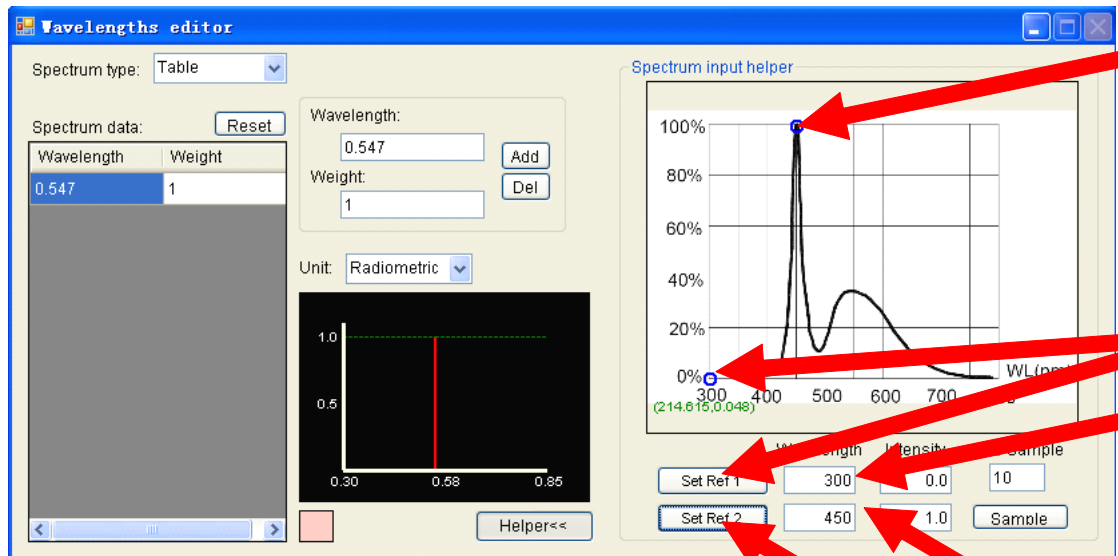 Wavelengths editor
Spectrum type: Table
Spectrum data: Reset
Wavelength Weight
0.547 1
Wavelength:
0.547
Add
Weight:
Del
1
Unit: Radiometric
1.0
0.5
0.30 0.58 0.85
Helper<<
Spectrum input helper
100%
80%
60%
40%
20%
0%
WL(nm)
300 400 500 600 700
(214.615,0.048)
Wavelength Intensity Sample
Set Ref 1 300 0.0 10
Set Ref 2 450 1.0 Sample